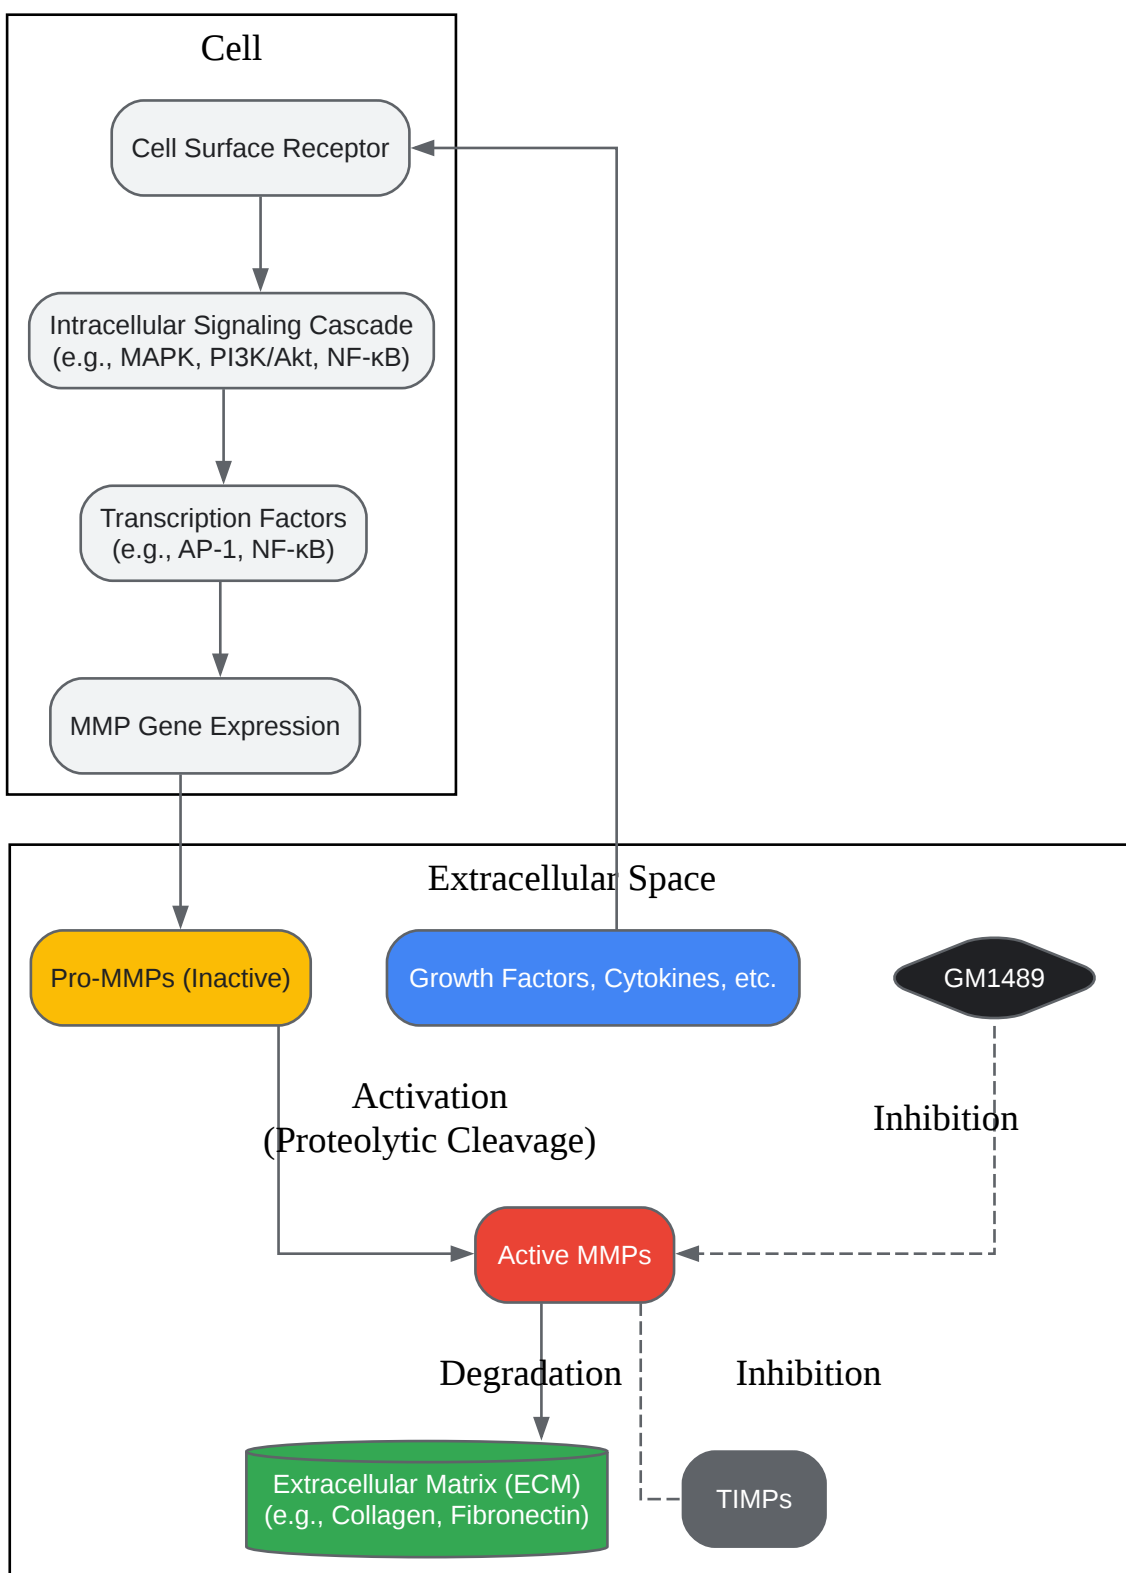 Cell
Cell Surface Receptor
Intracellular Signaling Cascade
(e.g., MAPK, PI3K/Akt, NF-κB)
Transcription Factors
(e.g., AP-1, NF-κB)
MMP Gene Expression
Extracellular Space
Pro-MMPs (Inactive)
Growth Factors, Cytokines, etc.
GM1489
Activation
(Proteolytic Cleavage)
Inhibition
Active MMPs
Degradation
Inhibition
Extracellular Matrix (ECM)
(e.g., Collagen, Fibronectin)
TIMPs